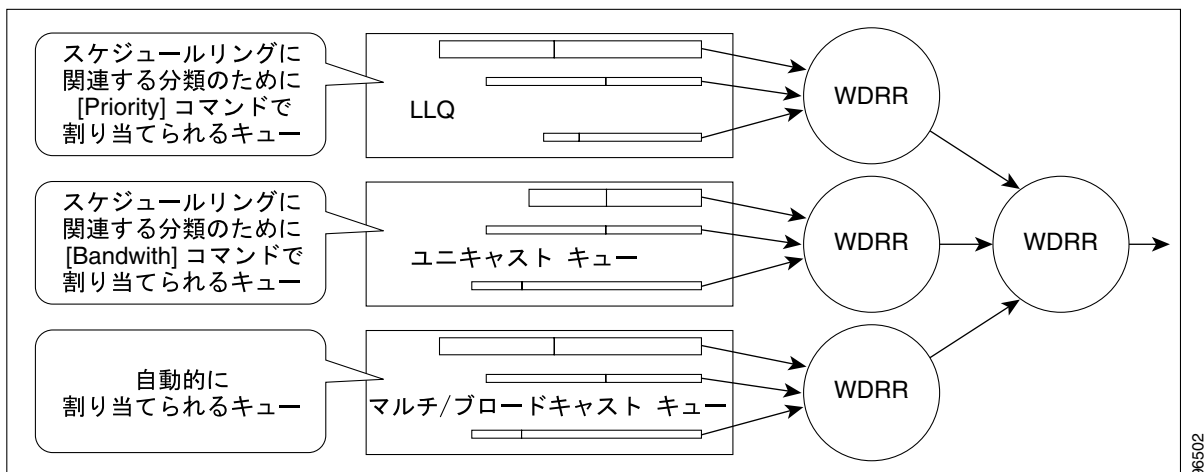 スケジュールリングに
関連する分類のために
[Priority] コマンドで
割り当てられるキュー
LLQ
WDRR
スケジュールリングに
関連する分類のために
[Bandwith] コマンドで
割り当てられるキュー
ユニキャスト キュー
WDRR
WDRR
自動的に
割り当てられるキュー
マルチ/ブロードキャスト キュー
WDRR